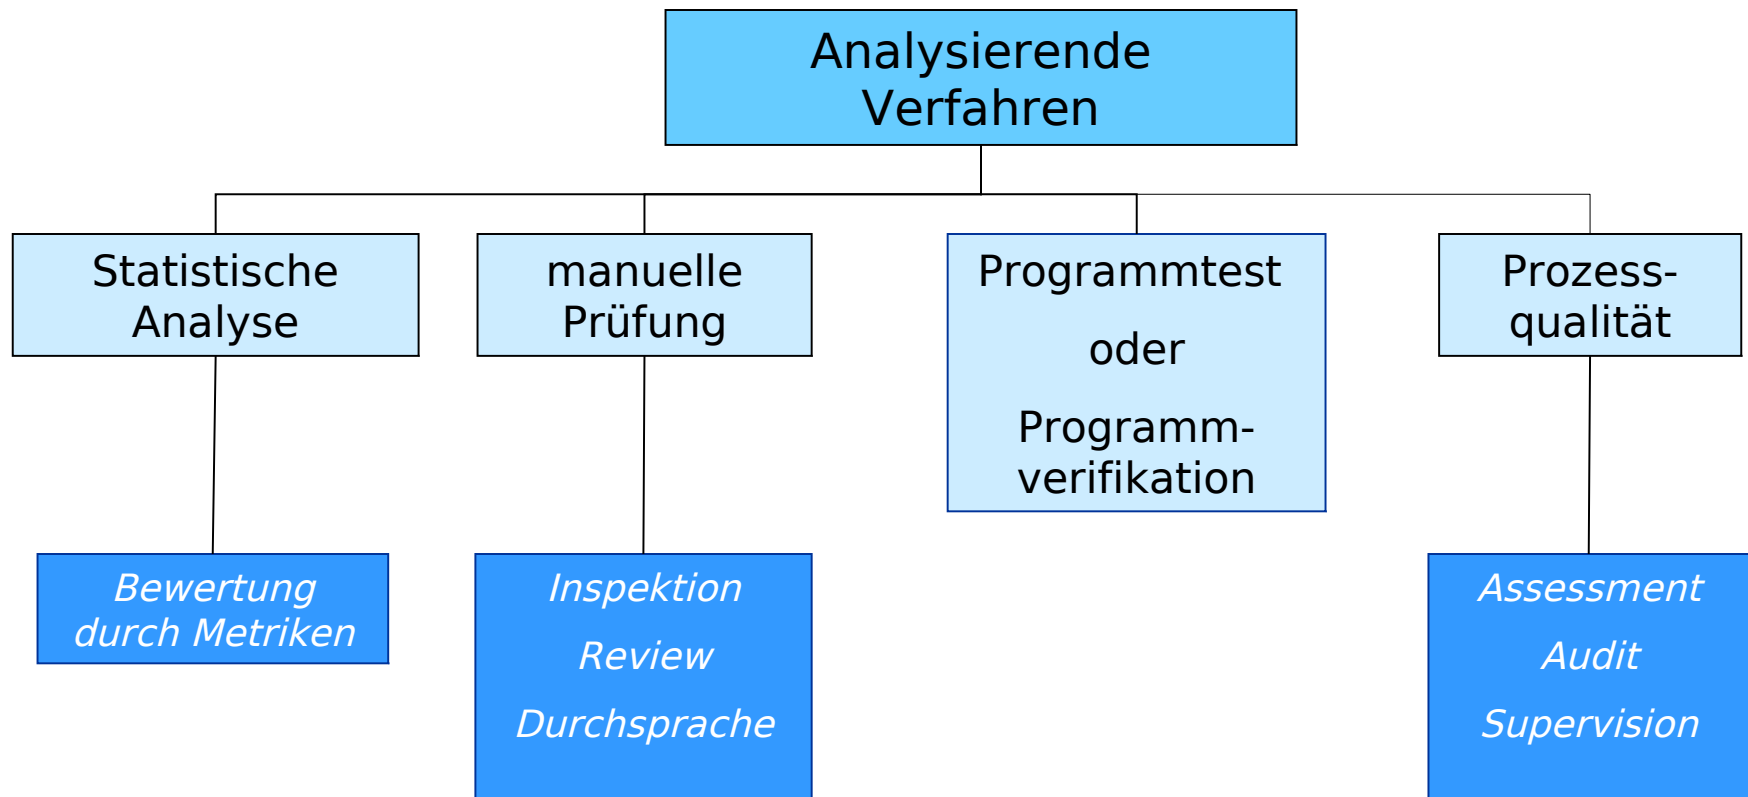 Analysierende
Verfahren
Statistische
Analyse
manuelle
Prüfung
Programmtest
oder
Programm-
verifikation
Prozess-
qualität
Bewertung
durch Metriken
Inspektion
Review
Durchsprache
Assessment
Audit
Supervision